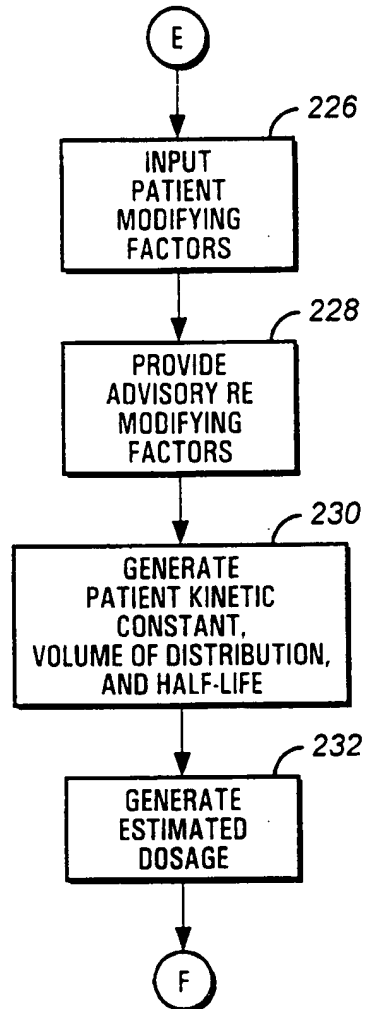 E
226
INPUT
PATIENT
MODIFYING
FACTORS
228
PROVIDE
ADVISORY RE
MODIFYING
FACTORS
230
GENERATE
PATIENT KINETIC
CONSTANT,
VOLUME OF DISTRIBUTION,
AND HALF-LIFE
232
GENERATE
ESTIMATED
DOSAGE
F